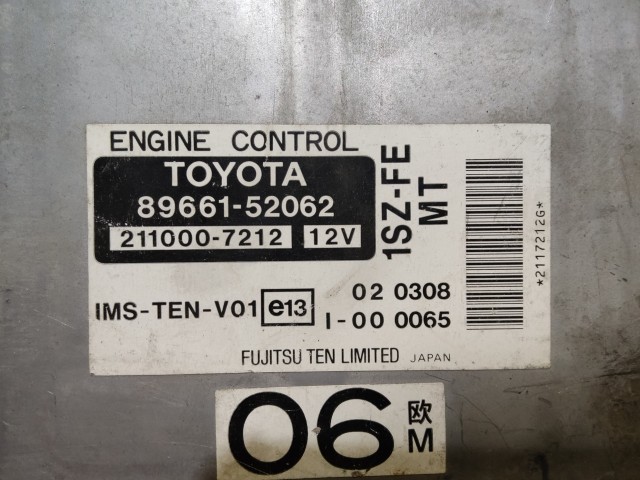 ENGINE CONTROL
TOYOTA
89661-52062
211000-7212 12V
1SZ-FE
MT
IMS-TEN-V01 e13 02 0308
I-00 0065
FUJITSU TEN LIMITED JAPAN
*2117212G*
06 欧M